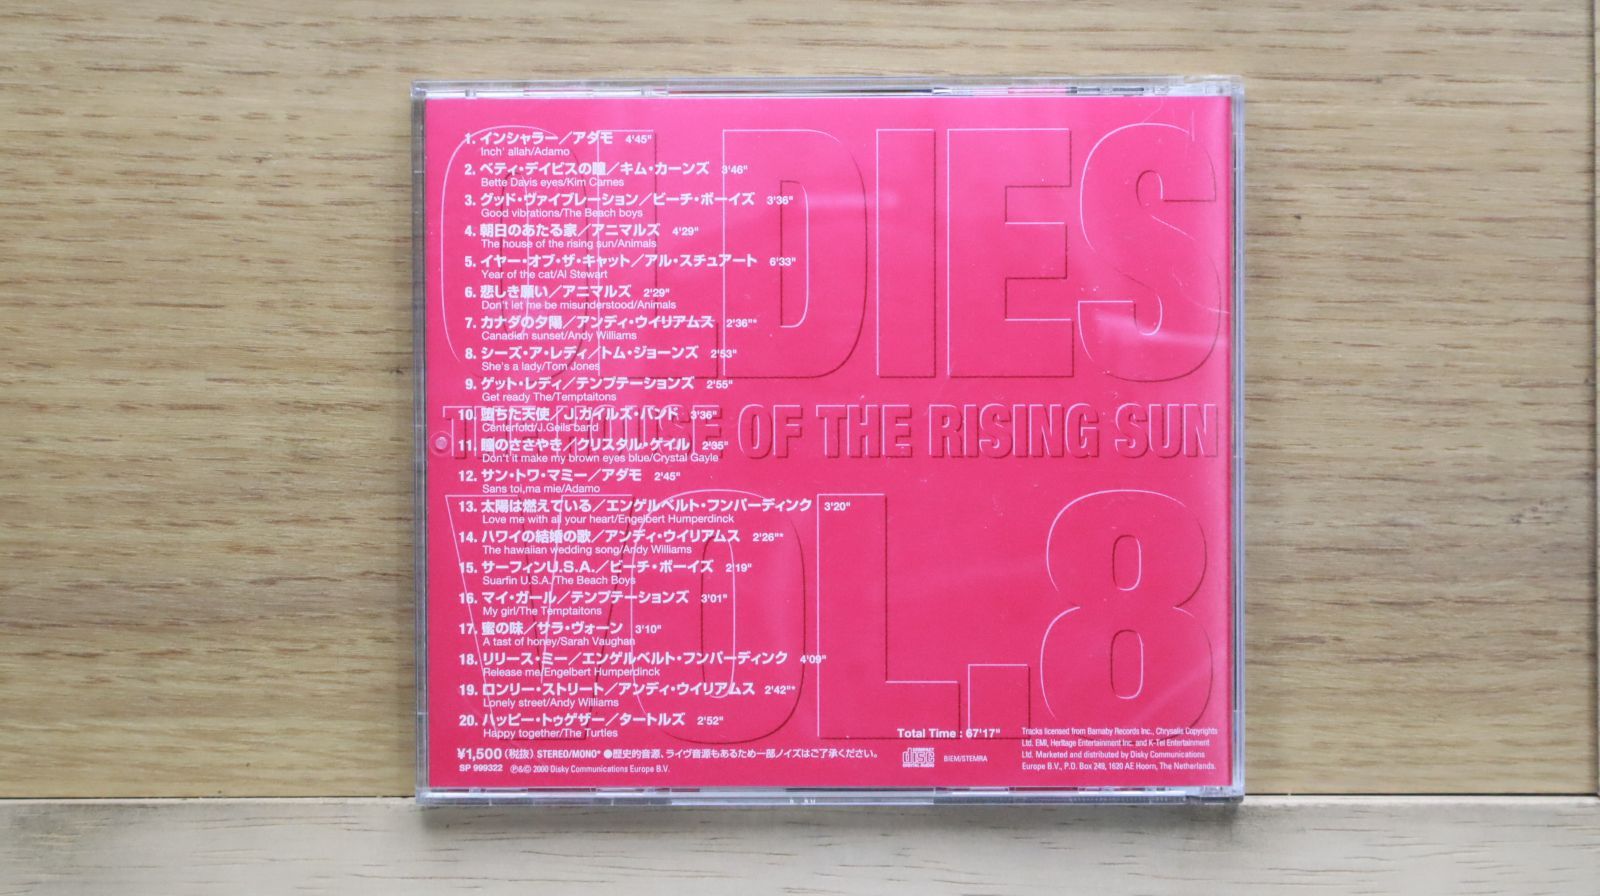 OLDIES
THE HOUSE OF THE RISING SUN
VOL.8
1. インシャラー／アダモ 4'45"
Inch' allah/Adamo
2. ベティ・デイビスの瞳／キム・カーンズ 3'46"
Bette Davis eyes/Kim Carnes
3. グッド・ヴァイブレーション／ビーチ・ボーイズ 3'36"
Good vibrations/The Beach boys
4. 朝日のあたる家／アニマルズ 4'29"
The house of the rising sun/Animals
5. イヤー・オブ・ザ・キャット／アル・スチュアート 6'33"
Year of the cat/Al Stewart
6. 悲しき願い／アニマルズ 2'29"
Don't let me be misunderstood/Animals
7. カナダの夕陽／アンディ・ウイリアムス 2'36"*
Canadian sunset/Andy Williams
8. シーズ・ア・レディ／トム・ジョーンズ 2'53"
She's a lady/Tom Jones
9. ゲット・レディ／テンプテーションズ 2'55"
Get ready The/Temptaitons
10. 堕ちた天使／J.ガイルズ・バンド 3'36"
Centerfold/J.Geils band
11. 瞳のささやき／クリスタル・ゲイル 2'35"
Don't it make my brown eyes blue/Crystal Gayle
12. サン・トワ・マミー／アダモ 2'45"
Sans toi,ma mie/Adamo
13. 太陽は燃えている／エンゲルベルト・フンパーディンク 3'20"
Love me with all your heart/Engelbert Humperdinck
14. ハワイの結婚の歌／アンディ・ウイリアムス 2'26"*
The hawaiian wedding song/Andy Williams
15. サーフィンU.S.A.／ビーチ・ボーイズ 2'19"
Suarfin U.S.A./The Beach Boys
16. マイ・ガール／テンプテーションズ 3'01"
My girl/The Temptaitons
17. 蜜の味／サラ・ヴォーン 3'10"
A tast of honey/Sarah Vaughan
18. リリース・ミー／エンゲルベルト・フンパーディンク 4'09"
Release me/Engelbert Humperdinck
19. ロンリー・ストリート／アンディ・ウイリアムス 2'42"*
Lonely street/Andy Williams
20. ハッピー・トゥゲザー／タートルズ 2'52"
Happy together/The Turtles
Total Time : 67'17"
¥1,500(税抜) STEREO/MONO* ●歴史的音源、ライヴ音源もあるため一部ノイズはご了承ください。
SP 999322 ℗&© 2000 Disky Communications Europe B.V.
COMPACT
disc
DIGITAL AUDIO
BIEM/STEMRA
Tracks licensed from Barnaby Records Inc., Chrysalis Copyrights
Ltd. EMI, Heritage Entertainment Inc. and K-Tel Entertainment
Ltd. Marketed and distributed by Disky Communications
Europe B.V., P.O. Box 249, 1620 AE Hoorn, The Netherlands.